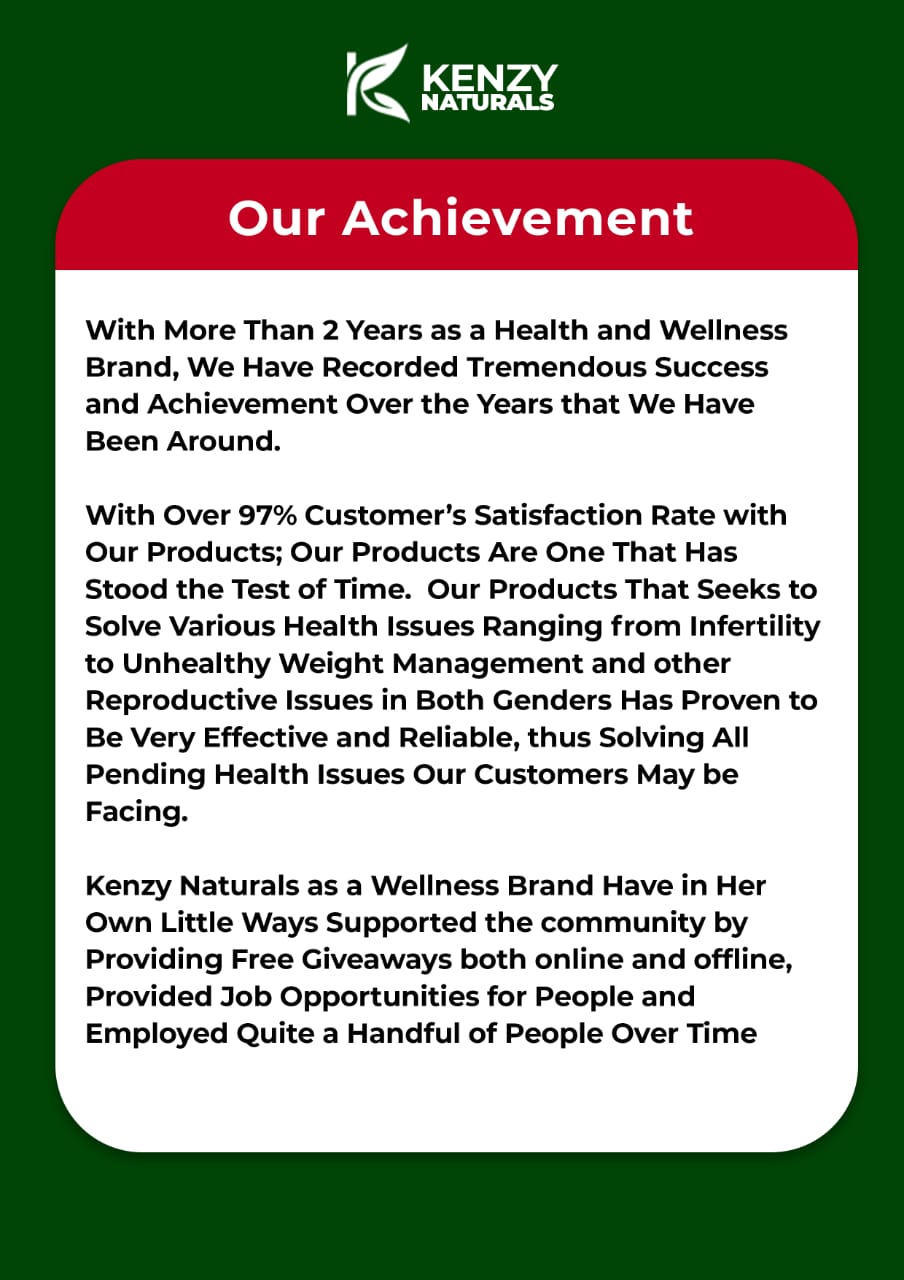 KENZY
NATURALS
Our Achievement
With More Than 2 Years as a Health and Wellness
Brand, We Have Recorded Tremendous Success
and Achievement Over the Years that We Have
Been Around.
With Over 97% Customer’s Satisfaction Rate with
Our Products; Our Products Are One That Has
Stood the Test of Time.  Our Products That Seeks to
Solve Various Health Issues Ranging from Infertility
to Unhealthy Weight Management and other
Reproductive Issues in Both Genders Has Proven to
Be Very Effective and Reliable, thus Solving All
Pending Health Issues Our Customers May be
Facing.
Kenzy Naturals as a Wellness Brand Have in Her
Own Little Ways Supported the community by
Providing Free Giveaways both online and offline,
Provided Job Opportunities for People and
Employed Quite a Handful of People Over Time